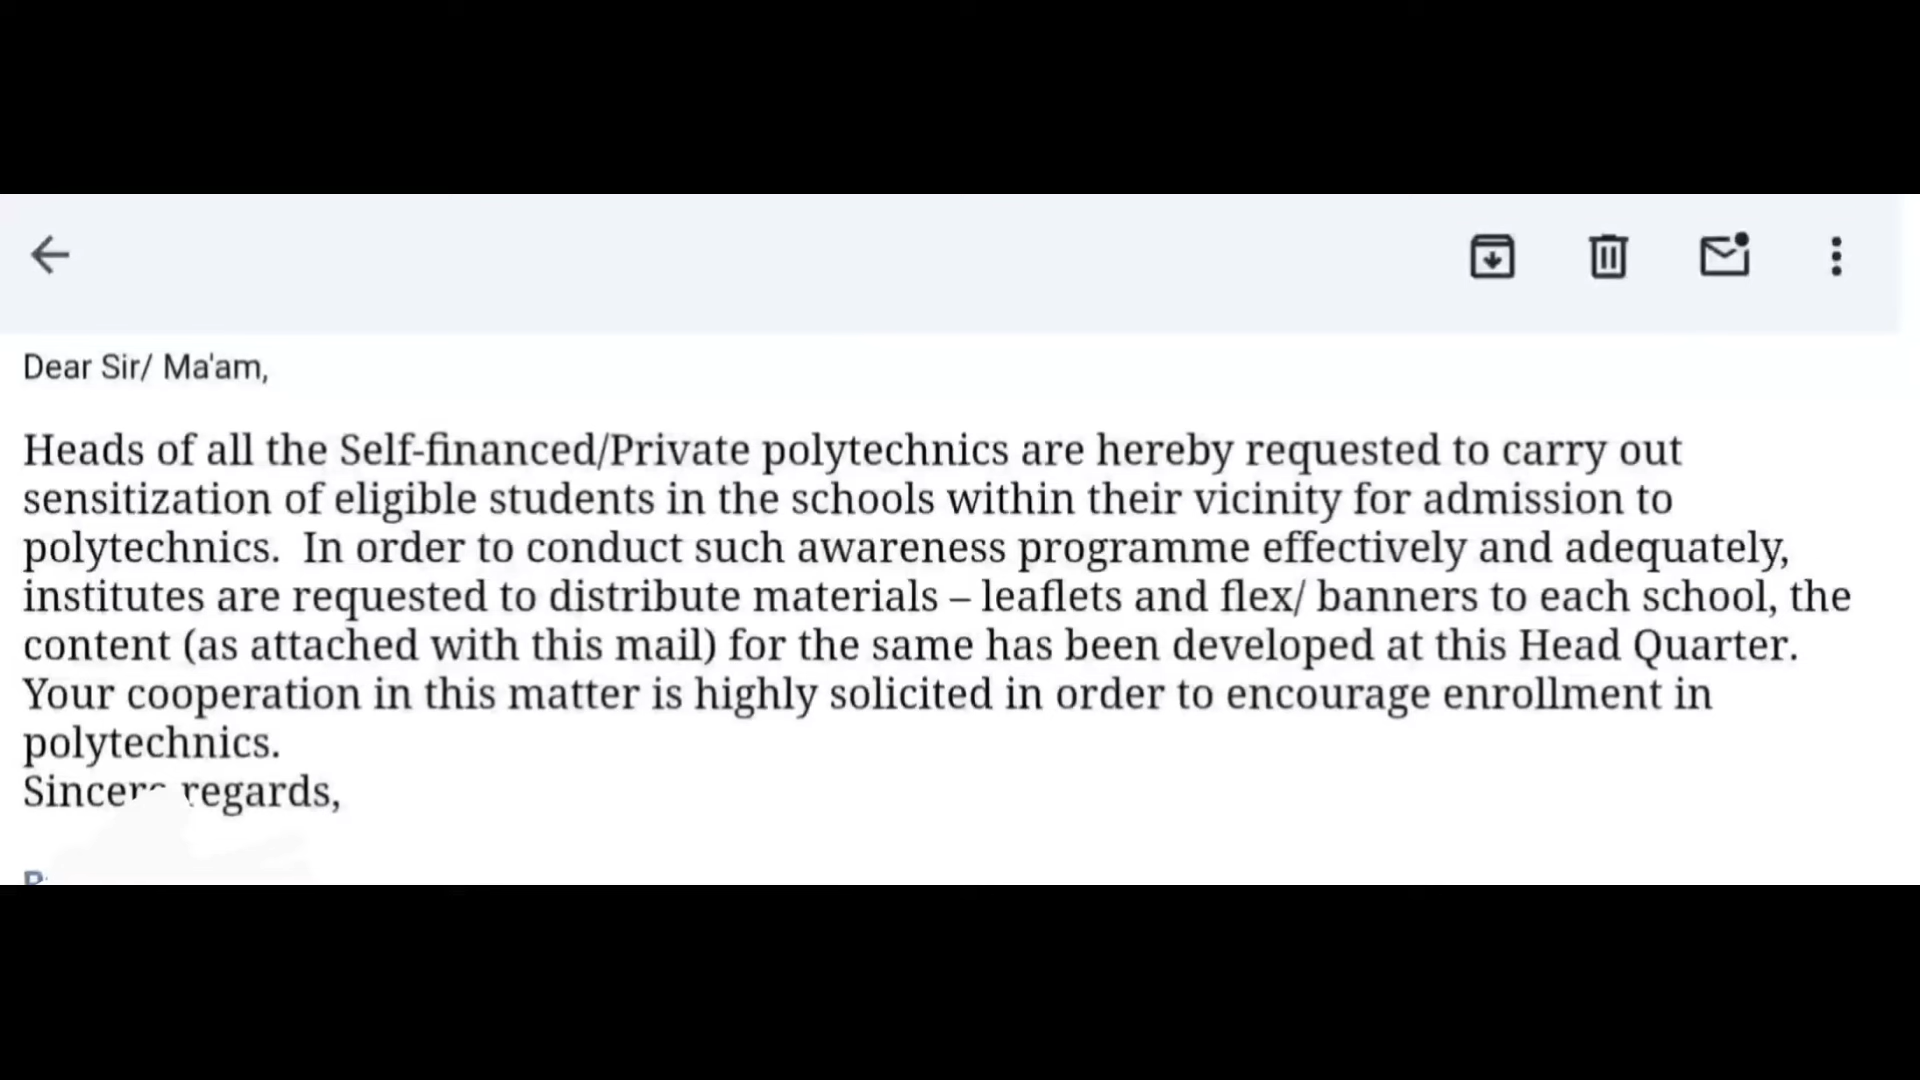 Dear Sir/ Ma'am,
Heads of all the Self-financed/Private polytechnics are hereby requested to carry out
sensitization of eligible students in the schools within their vicinity for admission to
polytechnics.  In order to conduct such awareness programme effectively and adequately,
institutes are requested to distribute materials – leaflets and flex/ banners to each school, the
content (as attached with this mail) for the same has been developed at this Head Quarter.
Your cooperation in this matter is highly solicited in order to encourage enrollment in
polytechnics.
Sincere regards,